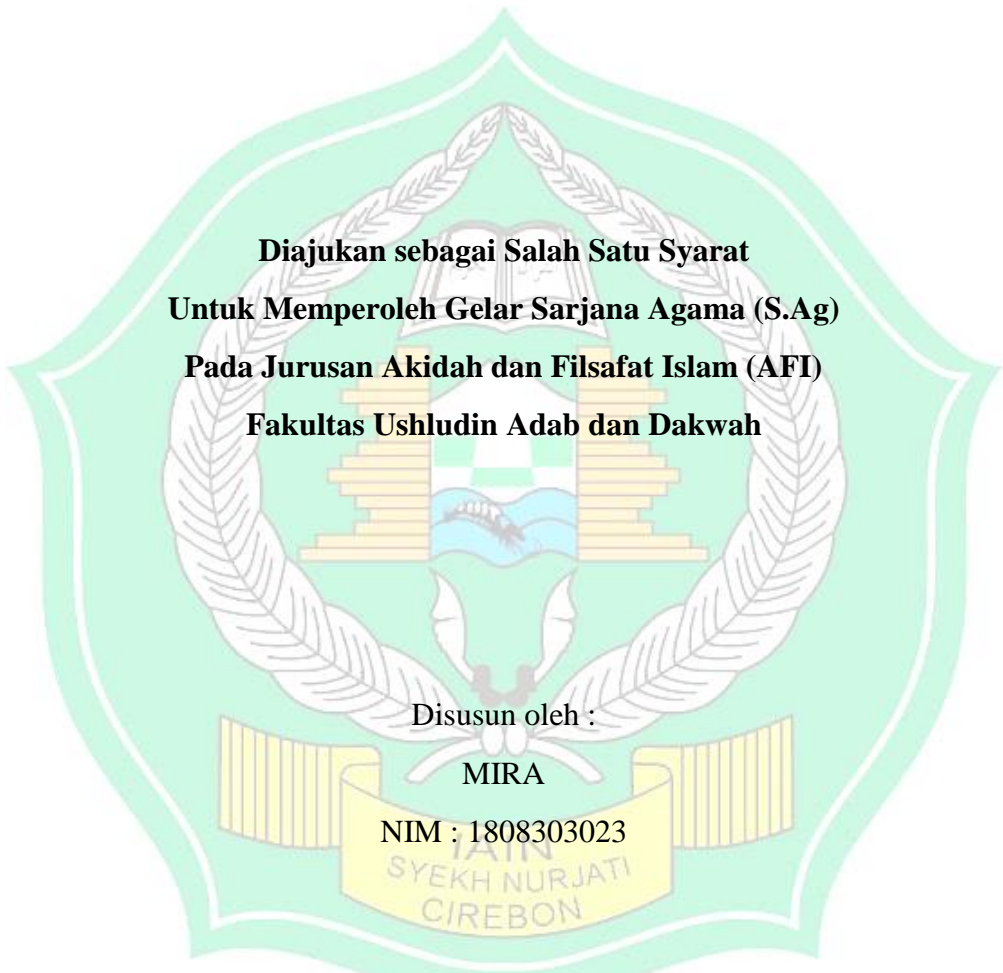 Diajukan sebagai Salah Satu Syarat
Untuk Memperoleh Gelar Sarjana Agama (S.Ag)
Pada Jurusan Akidah dan Filsafat Islam (AFI)
Fakultas Ushludin Adab dan Dakwah
Disusun oleh :
MIRA
NIM : 1808303023
IAIN
SYEKH NURJATI
CIREBON